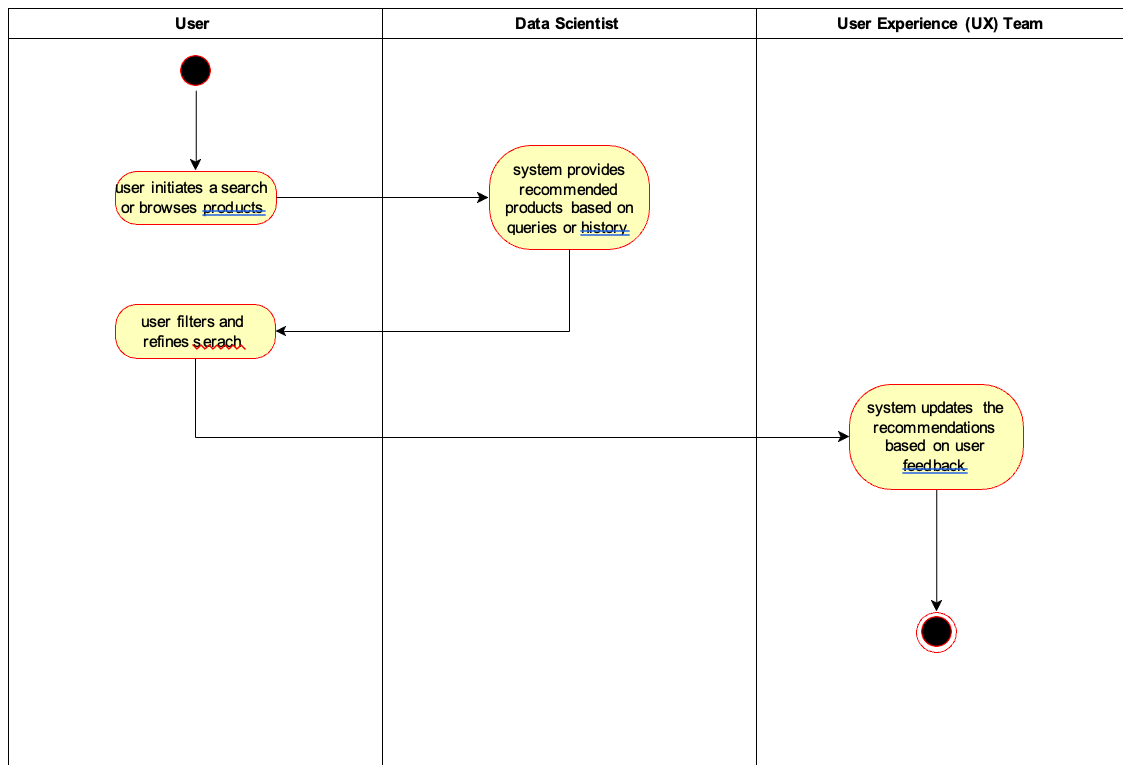 User
Data Scientist
User Experience (UX) Team
user initiates a search
or browses products
system provides
recommended
products based on
queries or history
user filters and
refines serach
system updates the
recommendations
based on user
feedback